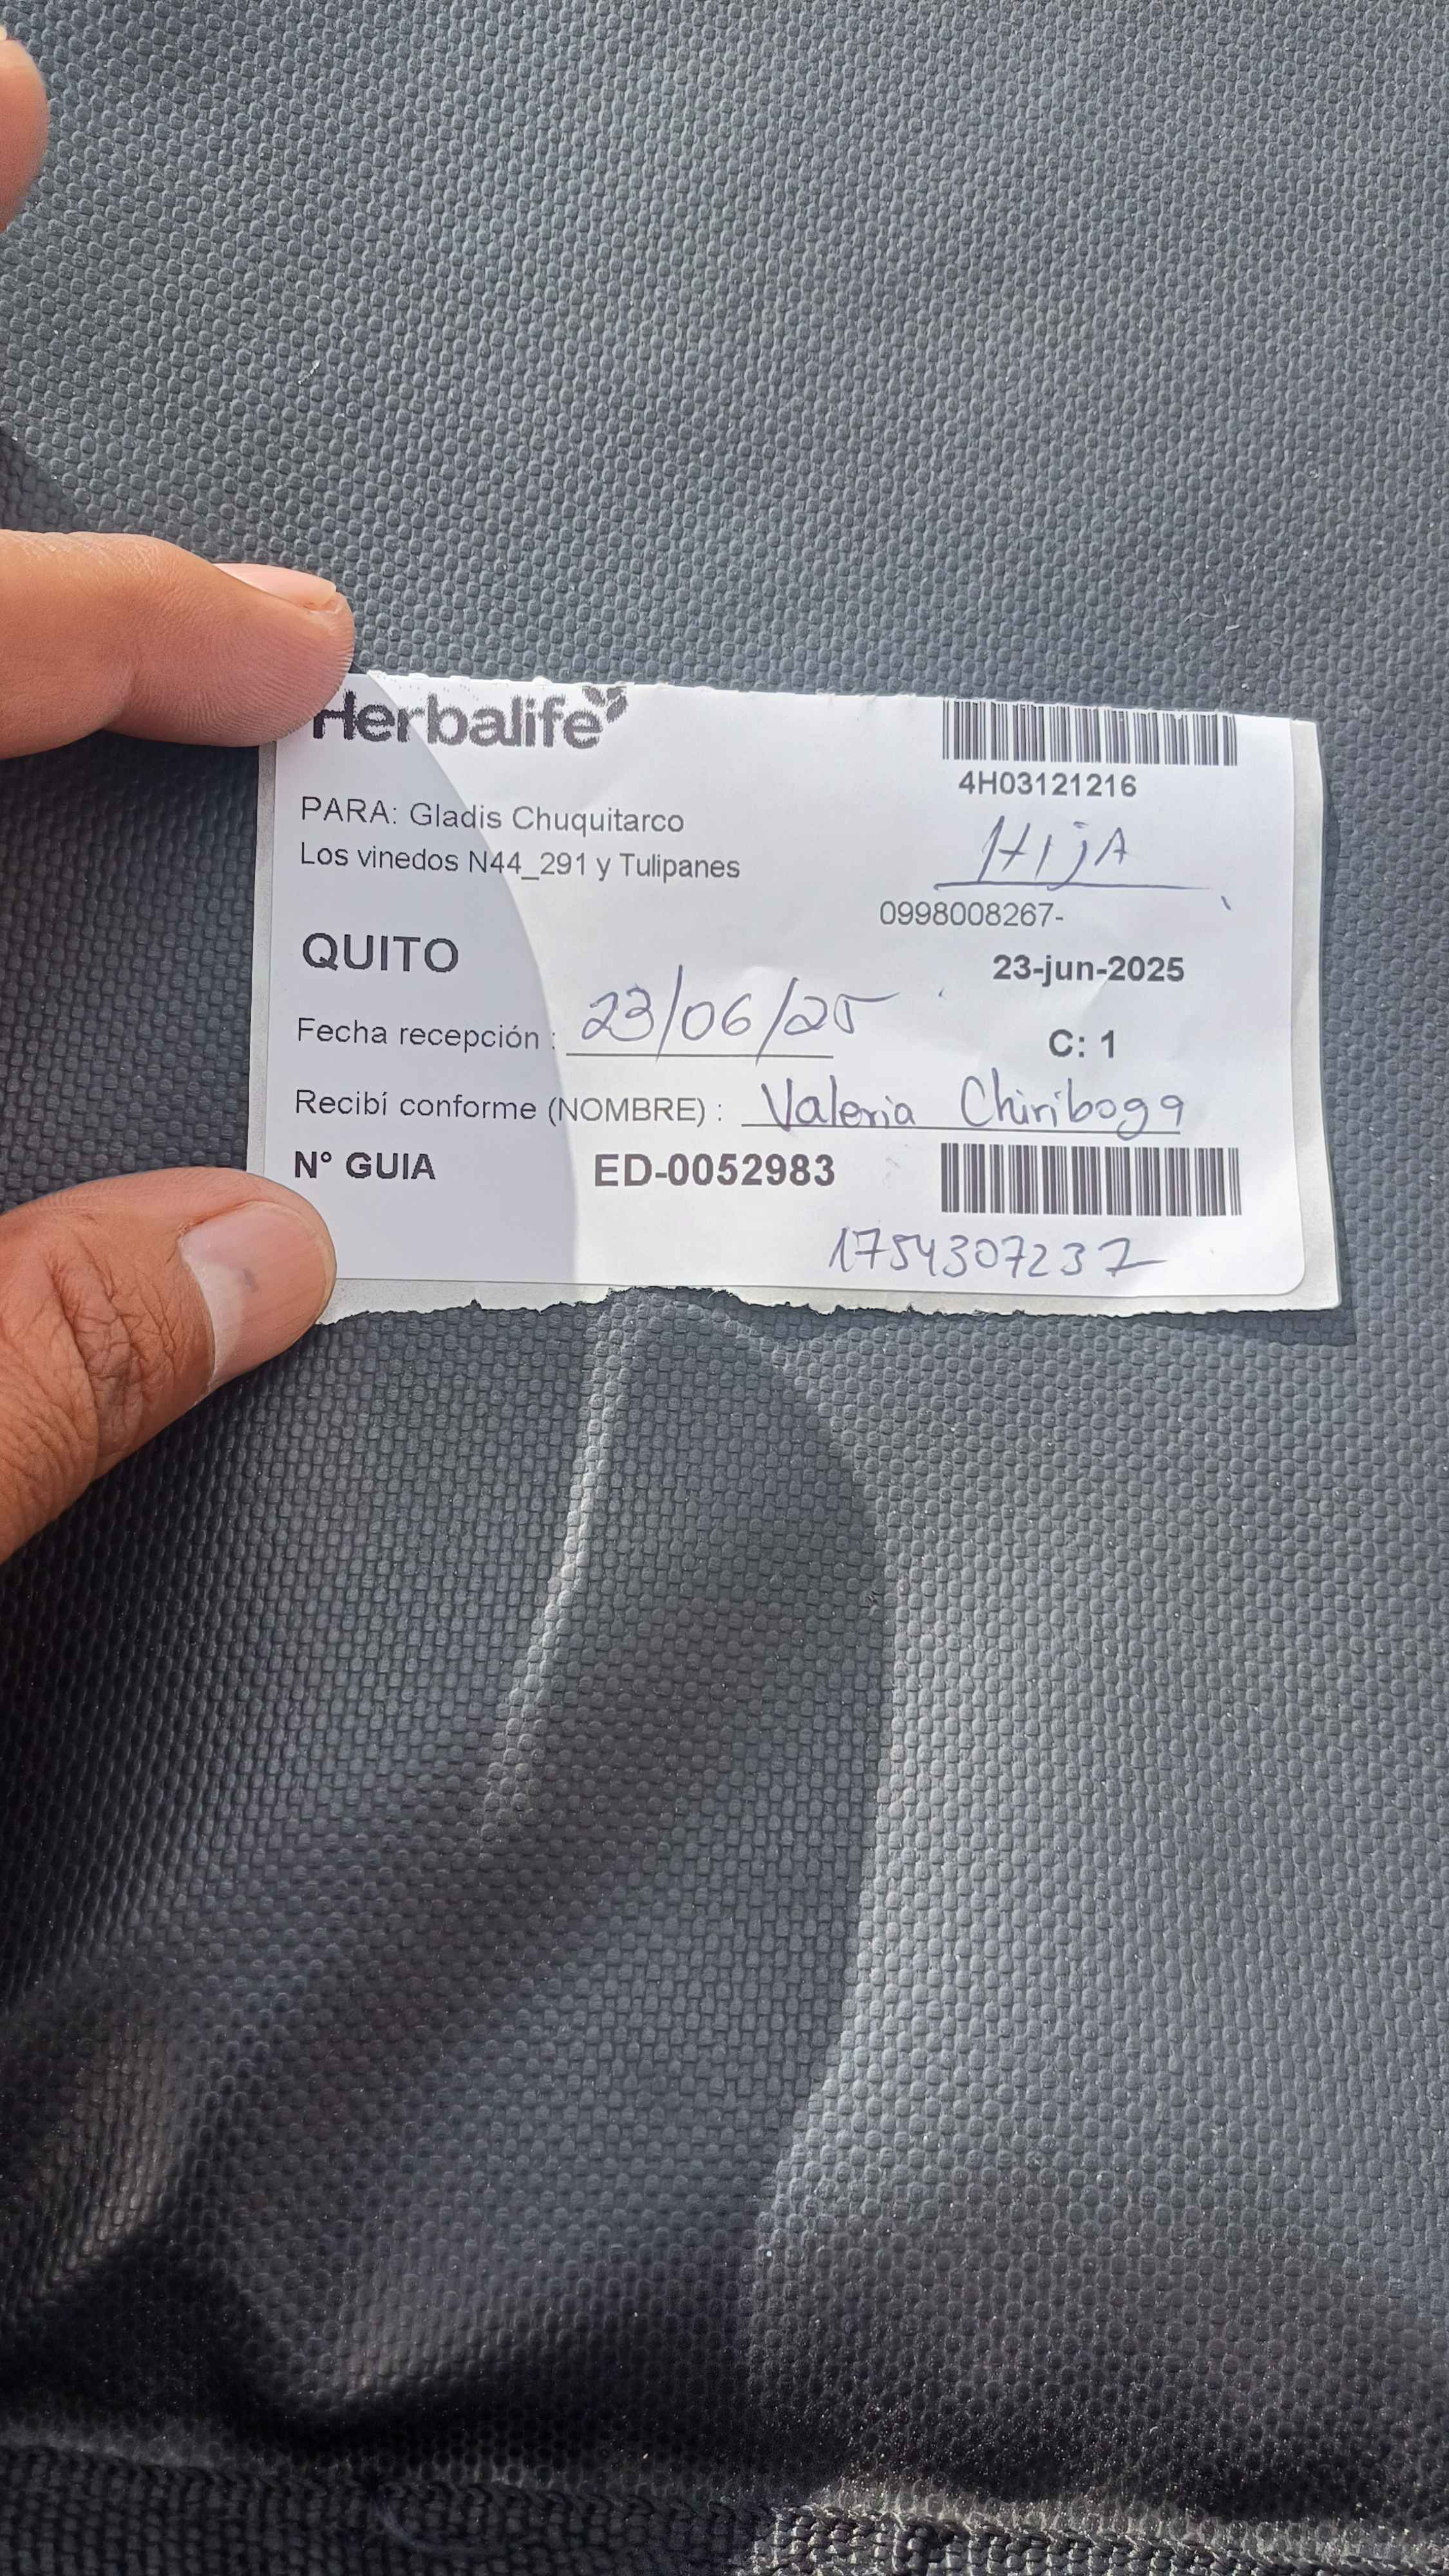 Herbalife
4H03121216
PARA: Gladis Chuquitarco
HijA
Los vinedos N44_291 y Tulipanes
0998008267-
QUITO
23-jun-2025
Fecha recepción : 23/06/25
C: 1
Recibí conforme (NOMBRE) : Valeria Chiriboga
N° GUIA ED-0052983
1754307237